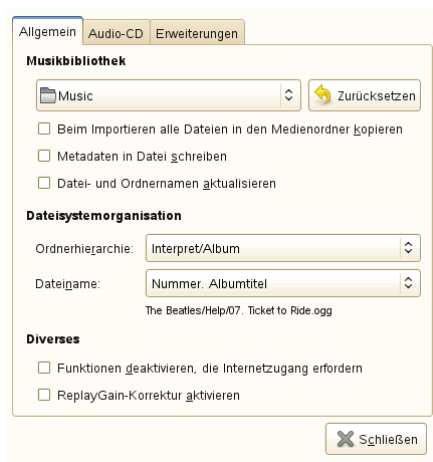 Allgemein Audio-CD Erweiterungen
Musikbibliothek
Music Zurücksetzen
Beim Importieren alle Dateien in den Medienordner kopieren
Metadaten in Datei schreiben
Datei- und Ordnernamen aktualisieren
Dateisystemorganisation
Ordnerhierarchie: Interpret/Album
Dateiname: Nummer. Albumtitel
The Beatles/Help/07. Ticket to Ride.ogg
Diverses
Funktionen deaktivieren, die Internetzugang erfordern
ReplayGain-Korrektur aktivieren
Schließen